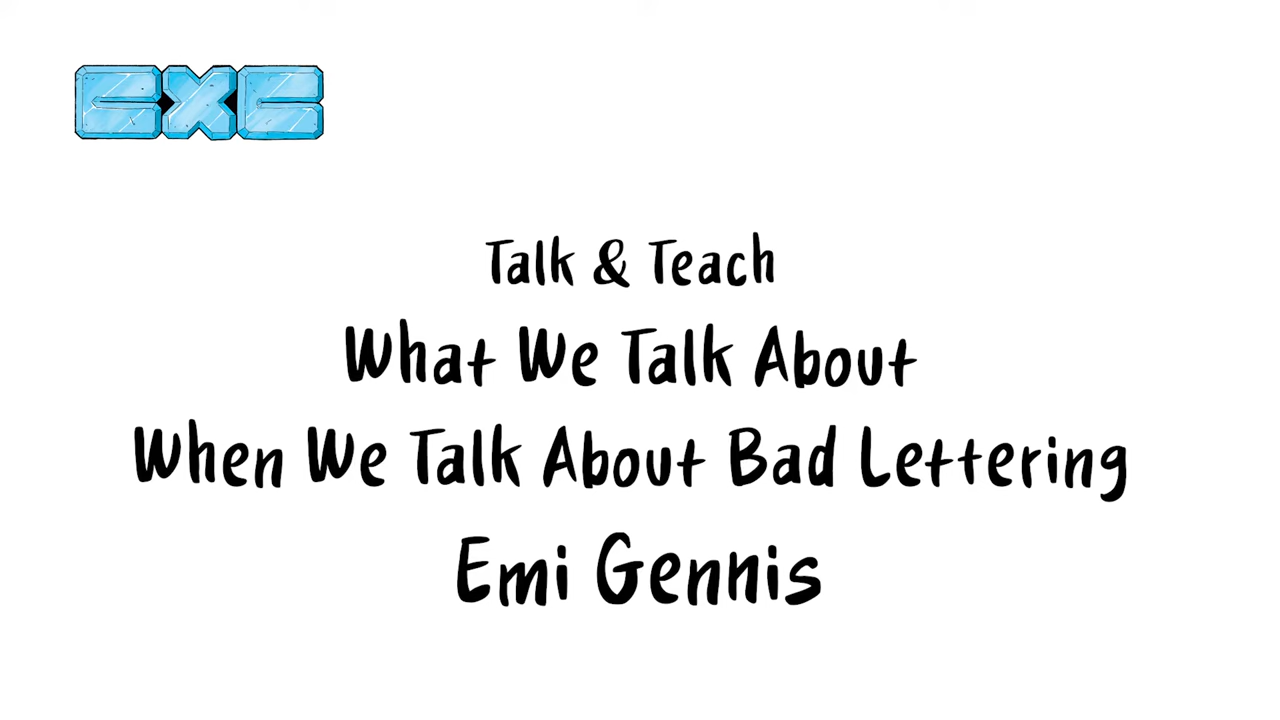 CXC
Talk & Teach
What We Talk About
When We Talk About Bad Lettering
Emi Gennis